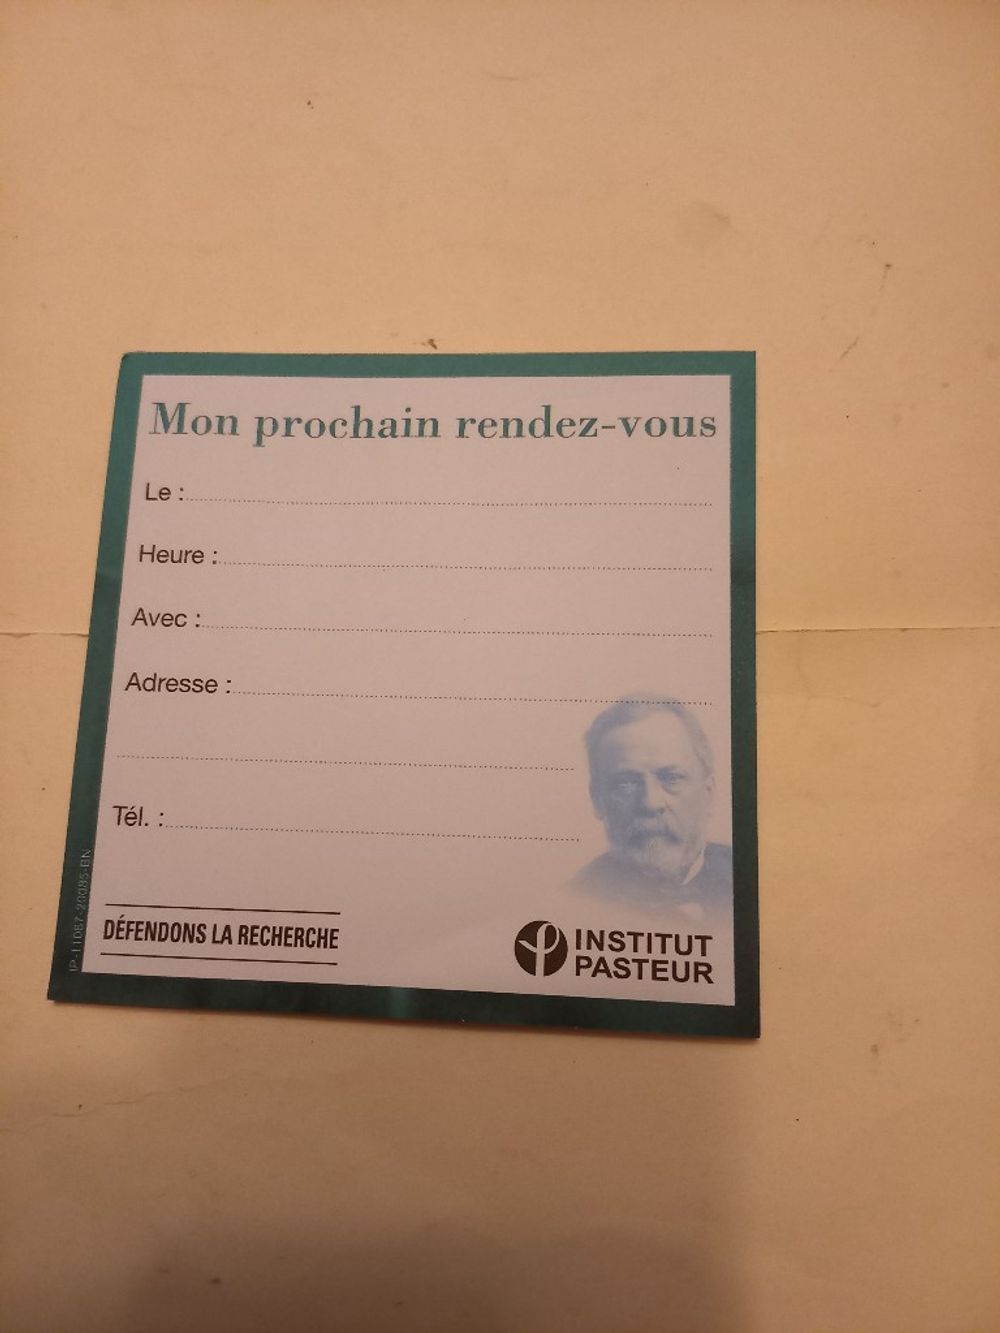 Mon prochain rendez-vous
Le :
Heure :
Avec :
Adresse :
Tél. :
DÉFENDONS LA RECHERCHE
INSTITUT
PASTEUR